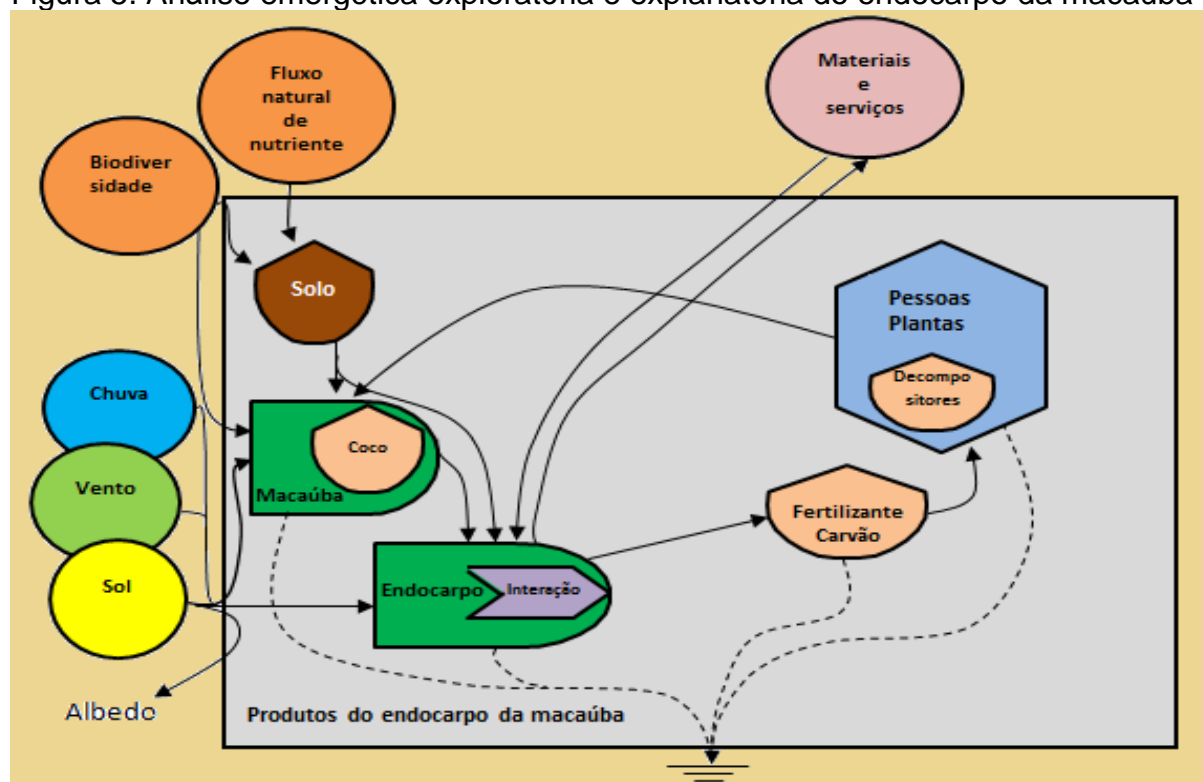 Figura 3. Análise emergética exploratória e explanatória do endocarpo da macaúba
Fluxo
natural
de
nutriente
Materiais
e
serviços
Biodiver
sidade
Solo
Pessoas
Plantas
Decompo
sitores
Chuva
Coco
Macaúba
Vento
Fertilizante
Carvão
Sol
Endocarpo
Interação
Albedo
Produtos do endocarpo da macaúba